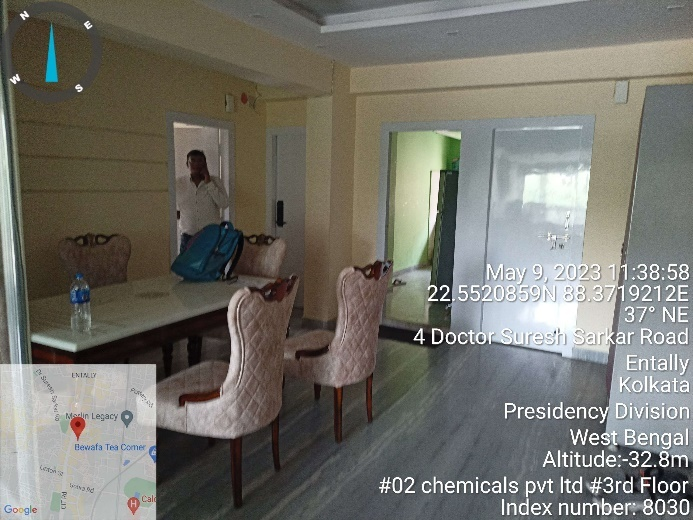 N
E
W
S
May 9, 2023 11:38:58
22.5520859N 88.3719212E
37° NE
4 Doctor Suresh Sarkar Road
Entally
Kolkata
Presidency Division
West Bengal
Altitude:-32.8m
#02 chemicals pvt ltd #3rd Floor
Index number: 8030
ENTALLY
Merlin Legacy
Bewafa Tea Corner
Google